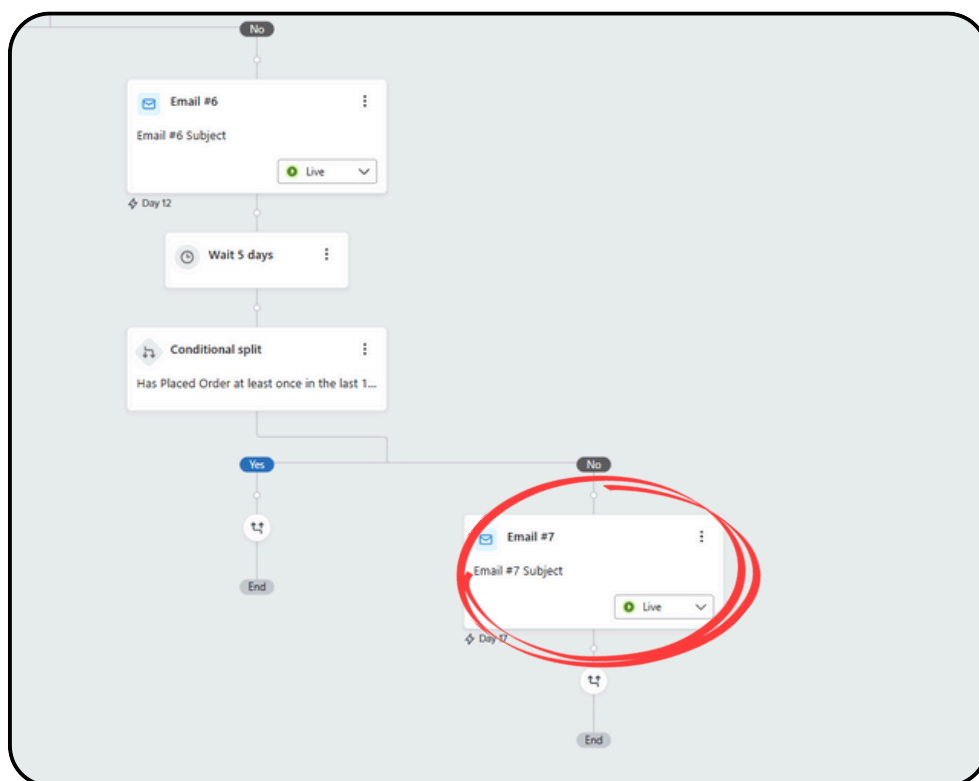 No
Email #6
Email #6 Subject
Live
Day 12
Wait 5 days
Conditional split
Has Placed Order at least once in the last 1...
Yes
No
Email #7
Email #7 Subject
Live
End
Day 17
End